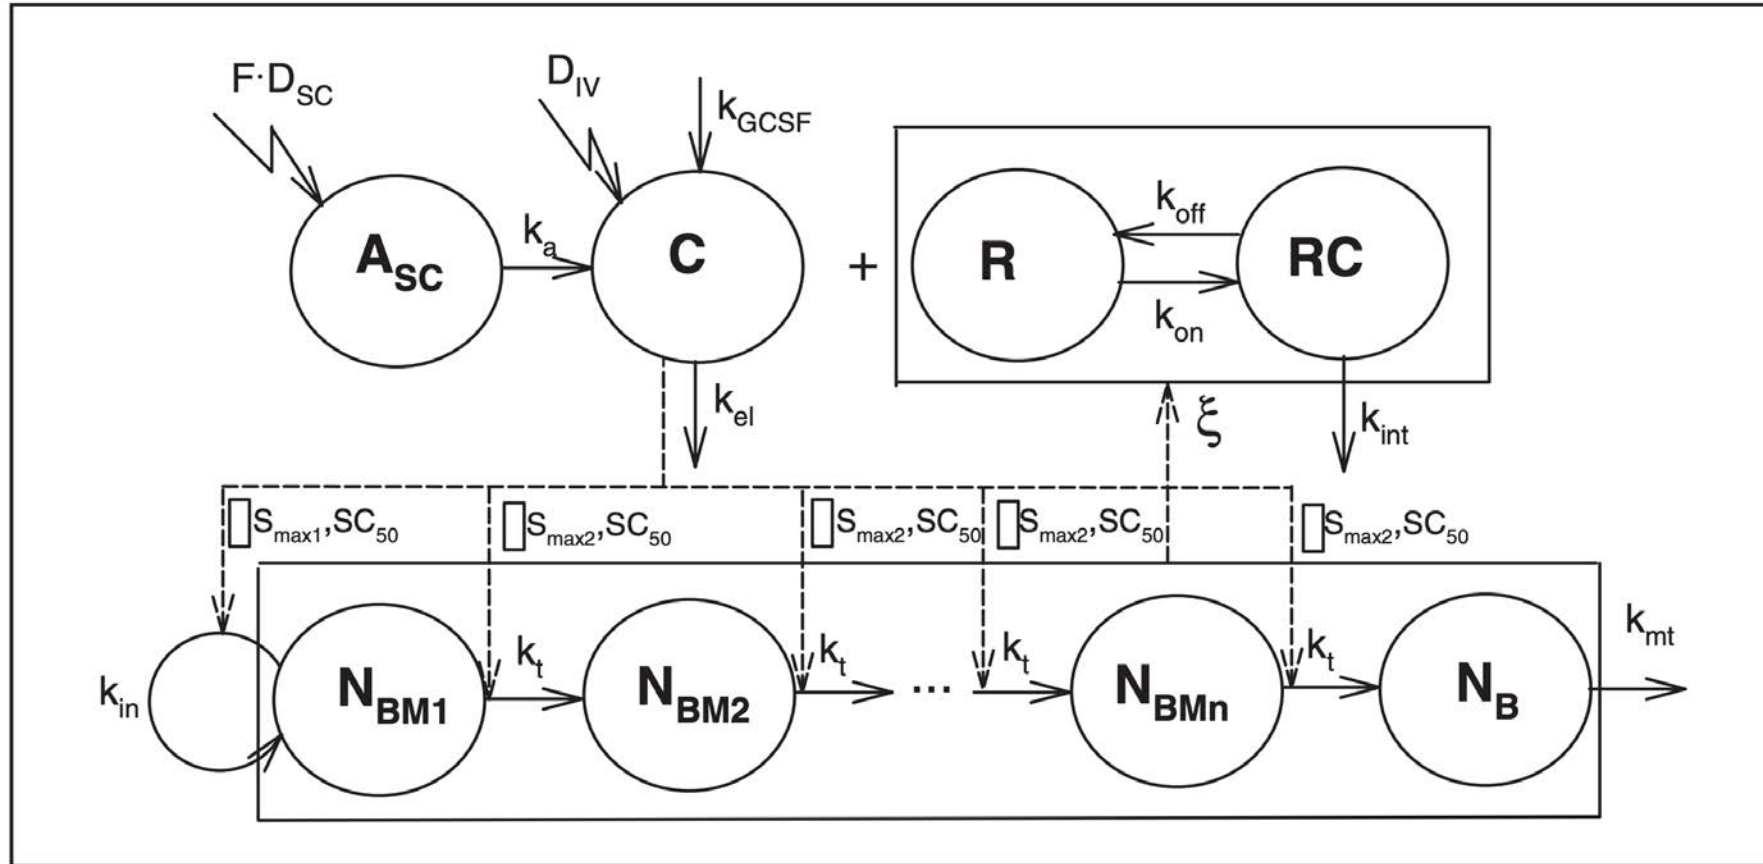 F·D_SC
D_IV
k_GCSF
A_SC
k_a
C
+
R
k_off
k_on
RC
k_el
ξ
k_int
S_max1,SC_50
S_max2,SC_50
S_max2,SC_50
S_max2,SC_50
S_max2,SC_50
k_in
N_BM1
k_t
N_BM2
k_t
...
k_t
N_BMn
k_t
N_B
k_mt